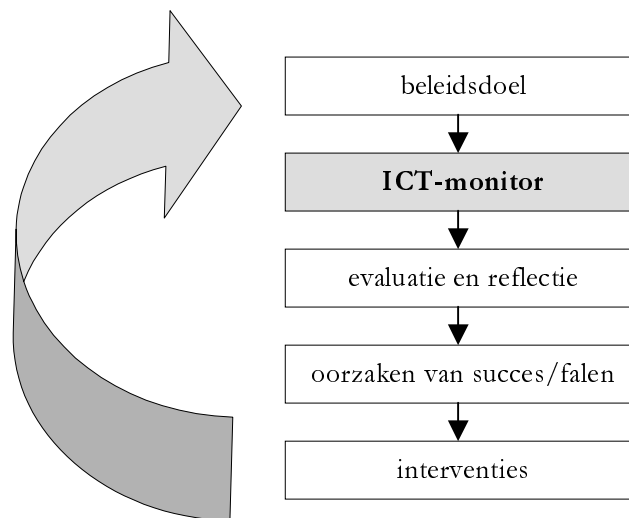 beleidsdoel
ICT-monitor
evaluatie en reflectie
oorzaken van succes/falen
interventies